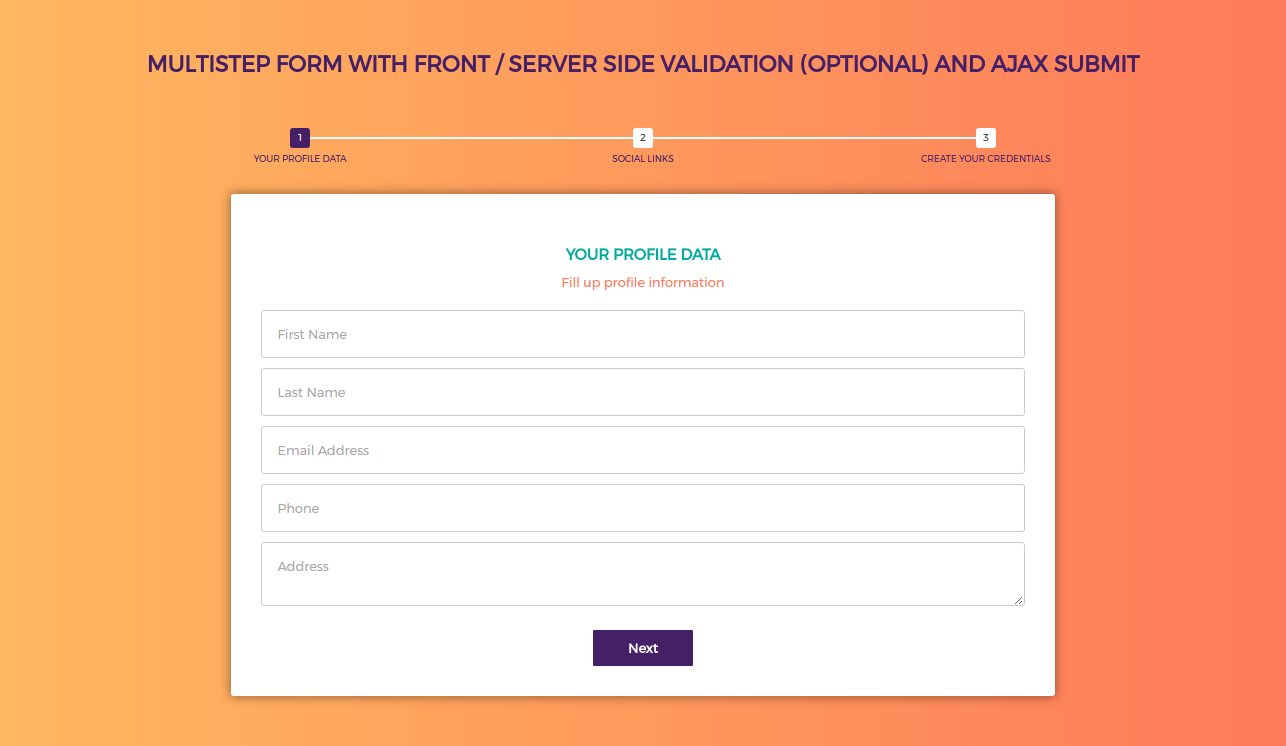 MULTISTEP FORM WITH FRONT / SERVER SIDE VALIDATION (OPTIONAL) AND AJAX SUBMIT
1
2
3
YOUR PROFILE DATA
SOCIAL LINKS
CREATE YOUR CREDENTIALS
YOUR PROFILE DATA
Fill up profile information
First Name
Last Name
Email Address
Phone
Address
Next